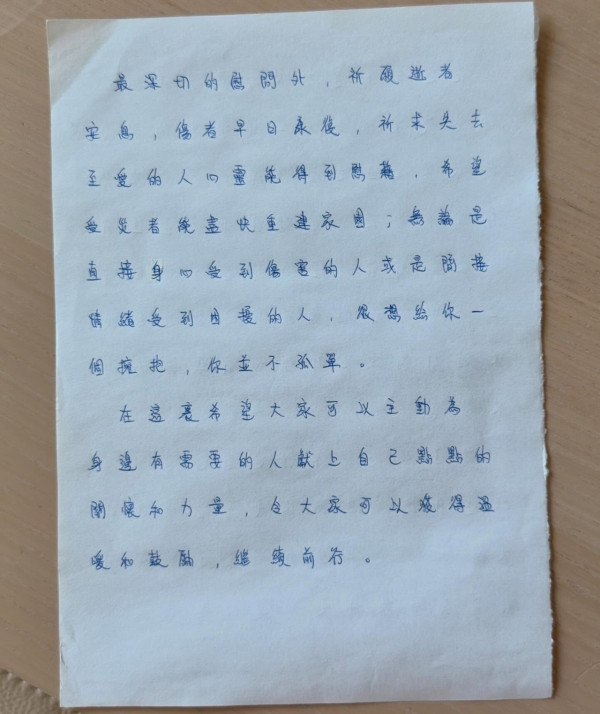 最深切的慰問外，祈願逝者
安息，傷者早日康復，祈求失去
至愛的人心靈能得到慰藉，希望
受災者能盡快重建家園；無論是
直接身心受到傷害的人或是間接
情緒受到困擾的人，很想給你一
個擁抱，你並不孤單。
在這裏希望大家可以主動為
身邊有需要的人獻上自己點點的
關懷和力量，令大家可以獲得溫
暖和鼓勵，繼續前行。